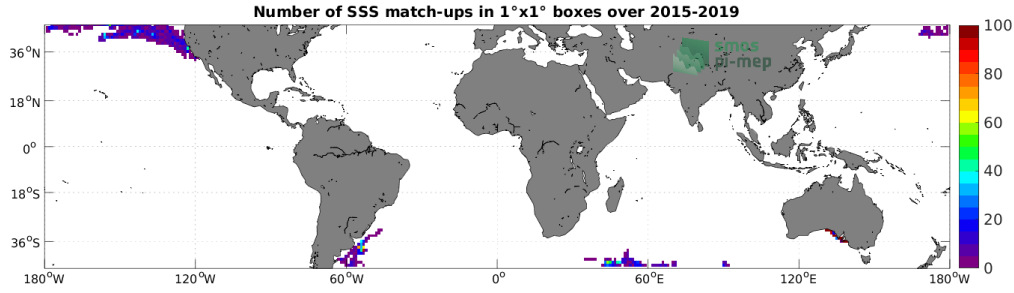 Number of SSS match-ups in 1°x1° boxes over 2015-2019
smos
pi-mep
36°N
18°N
0°
18°S
36°S
180°W 120°W 60°W 0° 60°E 120°E 180°E
100
80
60
40
20
0